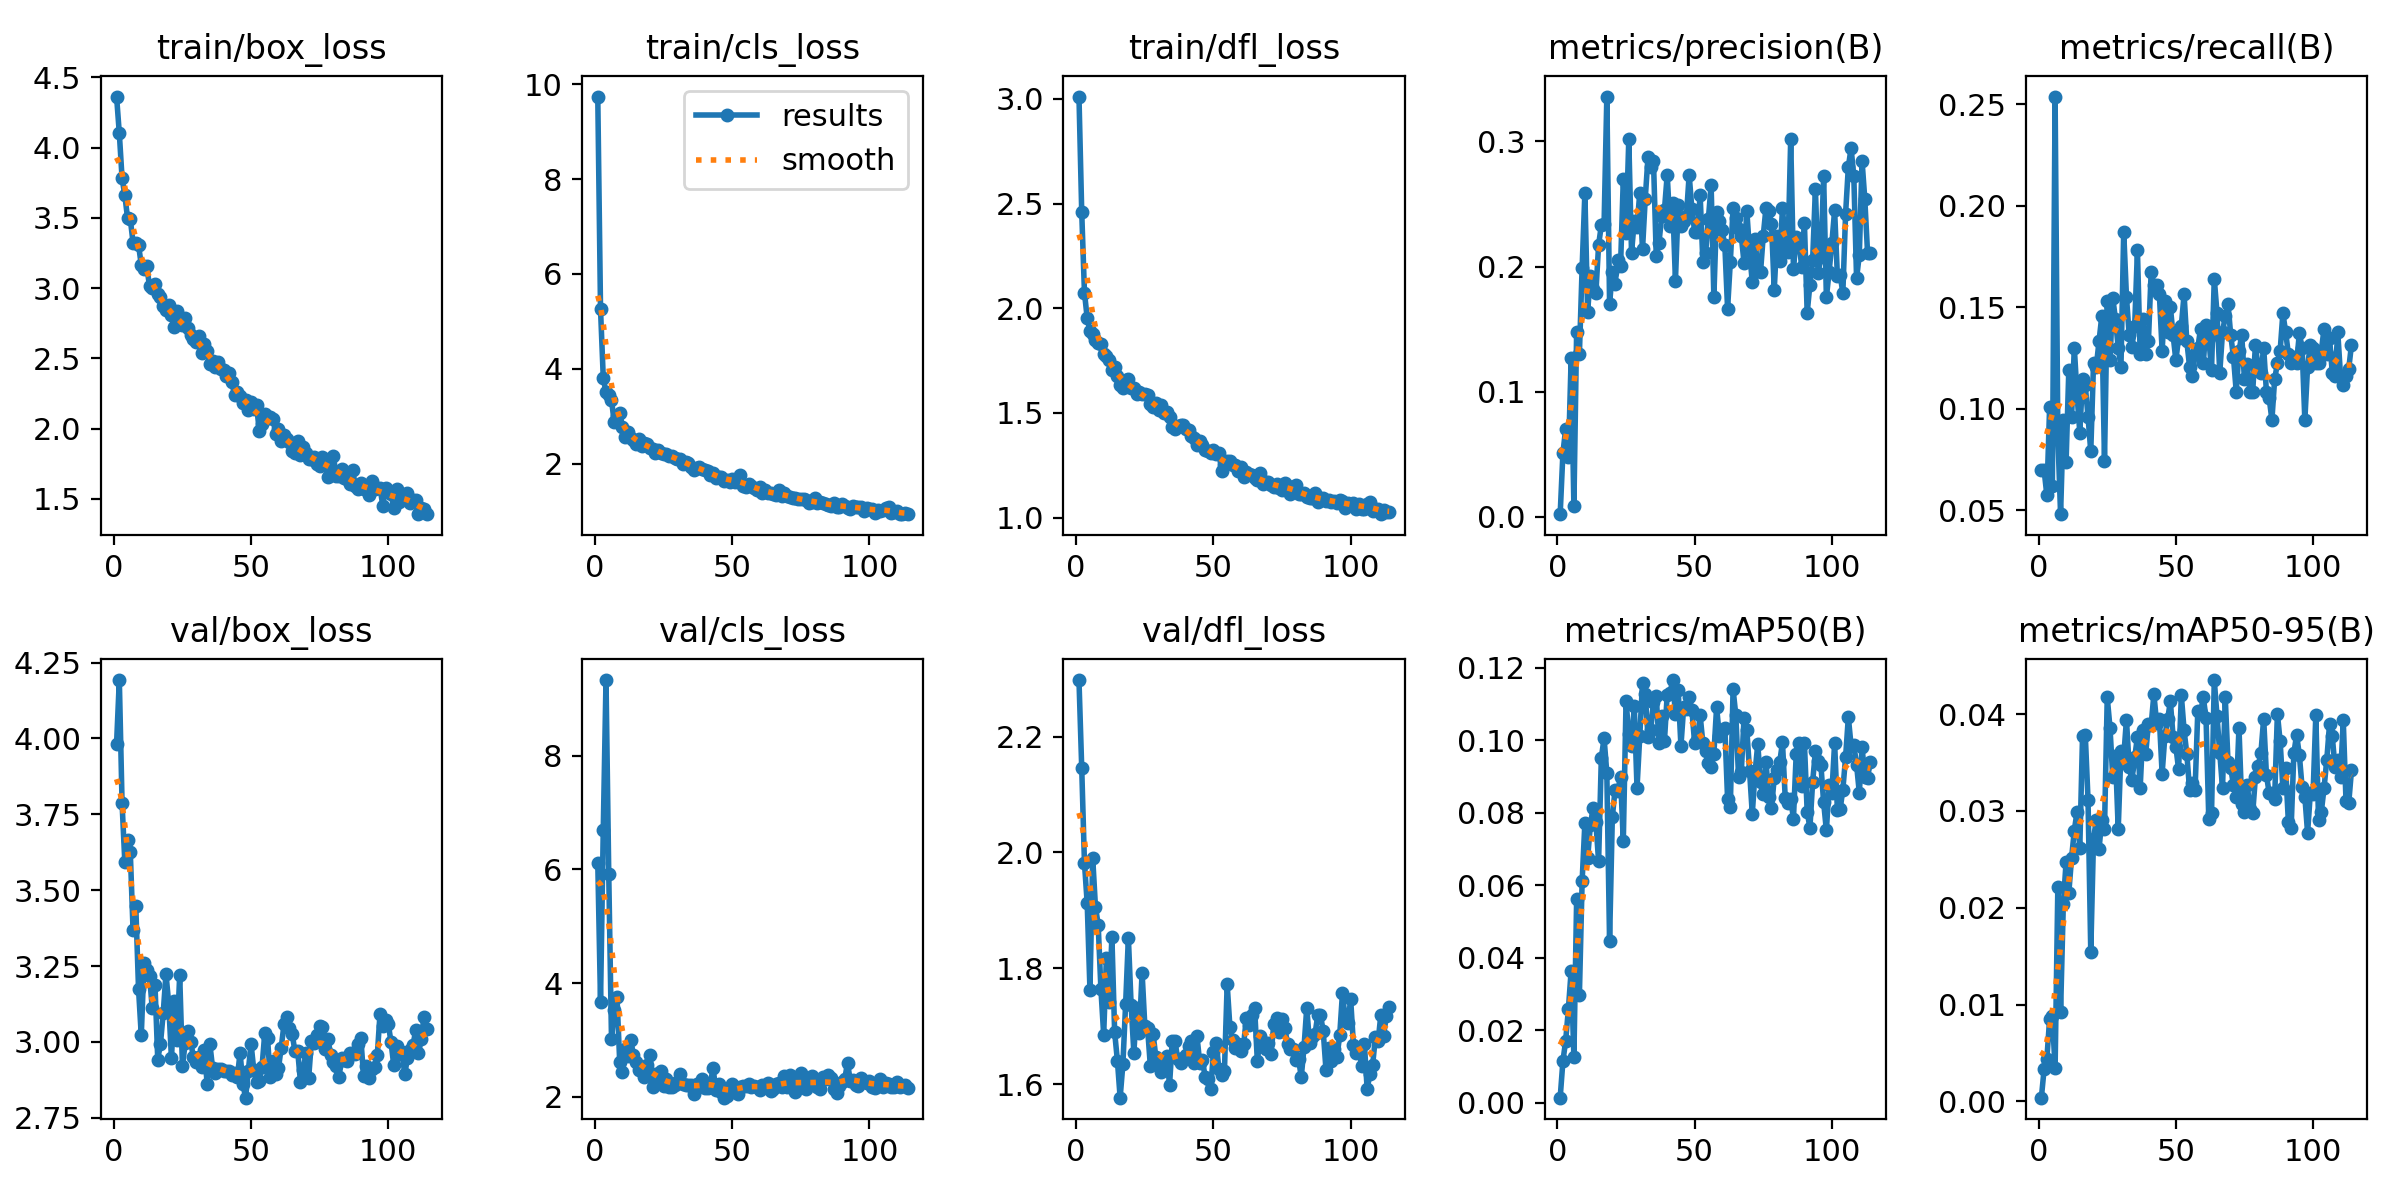 train/box_loss
4.5
4.0
3.5
3.0
2.5
2.0
1.5
0 50 100
train/cls_loss
results
smooth
10
8
6
4
2
0 50 100
train/dfl_loss
3.0
2.5
2.0
1.5
1.0
0 50 100
metrics/precision(B)
0.3
0.2
0.1
0.0
0 50 100
metrics/recall(B)
0.25
0.20
0.15
0.10
0.05
0 50 100
val/box_loss
4.25
4.00
3.75
3.50
3.25
3.00
2.75
0 50 100
val/cls_loss
8
6
4
2
0 50 100
val/dfl_loss
2.2
2.0
1.8
1.6
0 50 100
metrics/mAP50(B)
0.12
0.10
0.08
0.06
0.04
0.02
0.00
0 50 100
metrics/mAP50-95(B)
0.04
0.03
0.02
0.01
0.00
0 50 100